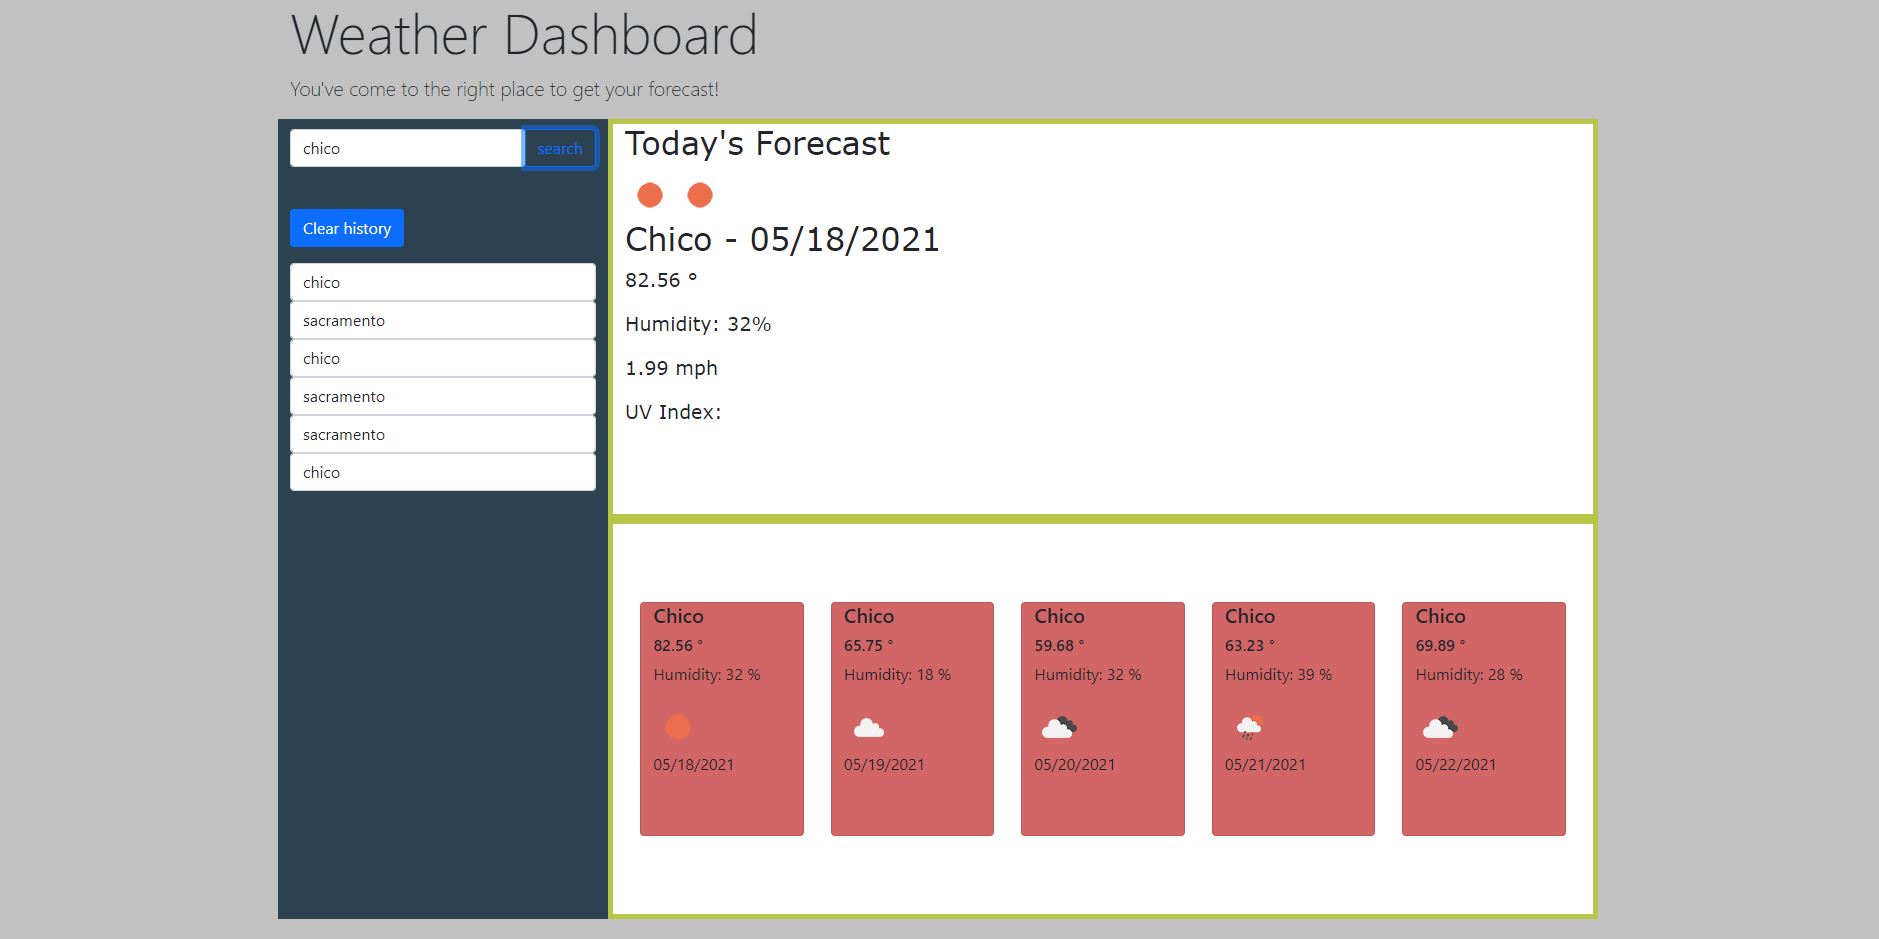 Weather Dashboard
You've come to the right place to get your forecast!
chico
search
Clear history
chico
sacramento
chico
sacramento
sacramento
chico
Today's Forecast
Chico - 05/18/2021
82.56 °
Humidity: 32%
1.99 mph
UV Index:
Chico
82.56 °
Humidity: 32 %
05/18/2021
Chico
65.75 °
Humidity: 18 %
05/19/2021
Chico
59.68 °
Humidity: 32 %
05/20/2021
Chico
63.23 °
Humidity: 39 %
05/21/2021
Chico
69.89 °
Humidity: 28 %
05/22/2021